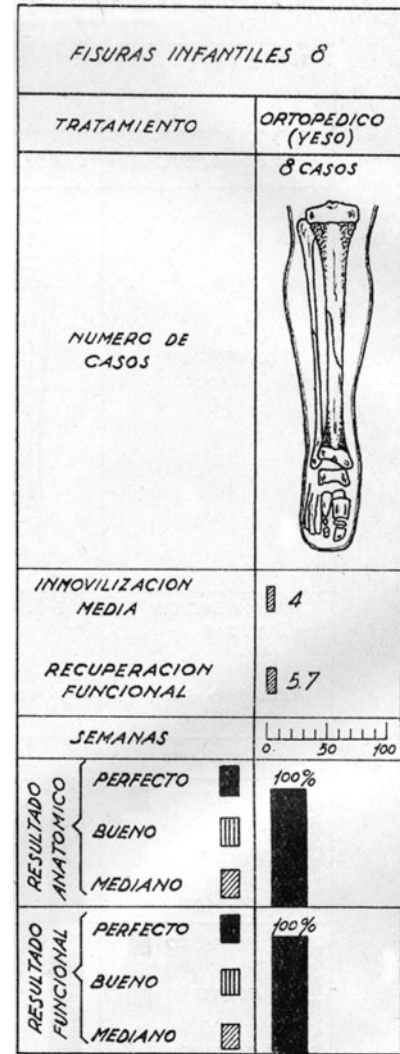 FISURAS INFANTILES 8
TRATAMIENTO
ORTOPEDICO
(YESO)
8 CASOS
NUMERO DE
CASOS
INMOVILIZACION
MEDIA
4
RECUPERACION
FUNCIONAL
5.7
SEMANAS
0. 50 100
RESULTADO
ANATOMICO
PERFECTO
BUENO
MEDIANO
100%
RESULTADO
FUNCIONAL
PERFECTO
BUENO
MEDIANO
100%